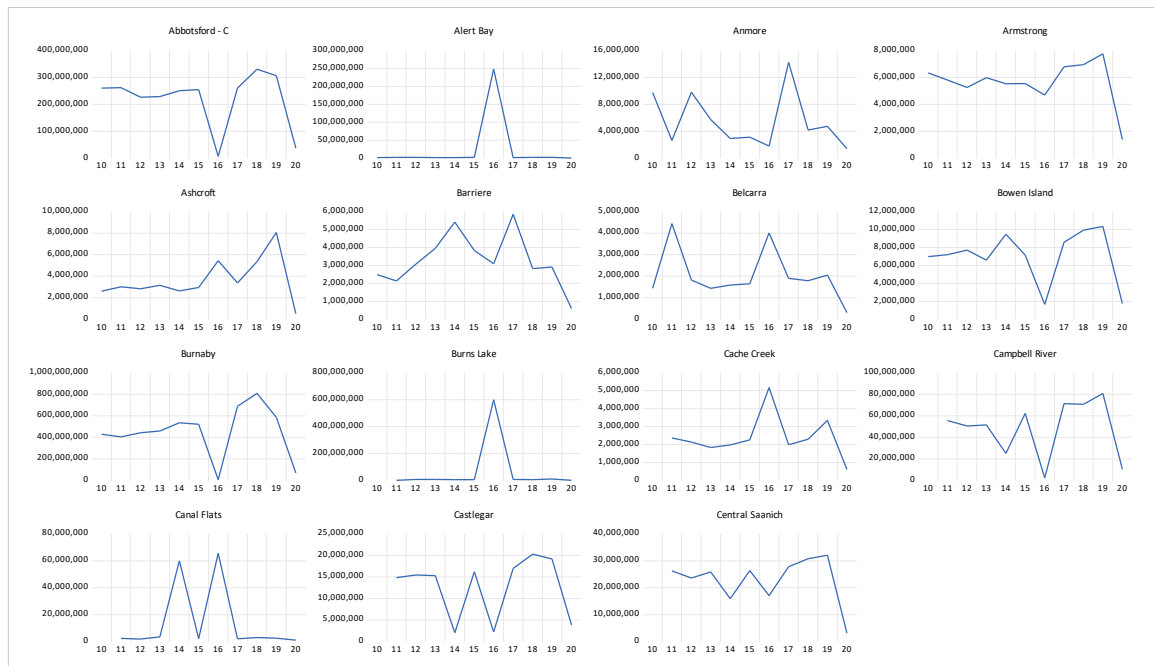 Abbotsford - C
400,000,000
300,000,000
200,000,000
100,000,000
0
10 11 12 13 14 15 16 17 18 19 20
Alert Bay
300,000,000
250,000,000
200,000,000
150,000,000
100,000,000
50,000,000
0
10 11 12 13 14 15 16 17 18 19 20
Anmore
16,000,000
12,000,000
8,000,000
4,000,000
0
10 11 12 13 14 15 16 17 18 19 20
Armstrong
8,000,000
6,000,000
4,000,000
2,000,000
0
10 11 12 13 14 15 16 17 18 19 20
Ashcroft
10,000,000
8,000,000
6,000,000
4,000,000
2,000,000
0
10 11 12 13 14 15 16 17 18 19 20
Barriere
6,000,000
5,000,000
4,000,000
3,000,000
2,000,000
1,000,000
0
10 11 12 13 14 15 16 17 18 19 20
Belcarra
5,000,000
4,000,000
3,000,000
2,000,000
1,000,000
0
10 11 12 13 14 15 16 17 18 19 20
Bowen Island
12,000,000
10,000,000
8,000,000
6,000,000
4,000,000
2,000,000
0
10 11 12 13 14 15 16 17 18 19 20
Burnaby
1,000,000,000
800,000,000
600,000,000
400,000,000
200,000,000
0
10 11 12 13 14 15 16 17 18 19 20
Burns Lake
800,000,000
600,000,000
400,000,000
200,000,000
0
10 11 12 13 14 15 16 17 18 19 20
Cache Creek
6,000,000
5,000,000
4,000,000
3,000,000
2,000,000
1,000,000
0
10 11 12 13 14 15 16 17 18 19 20
Campbell River
100,000,000
80,000,000
60,000,000
40,000,000
20,000,000
0
10 11 12 13 14 15 16 17 18 19 20
Canal Flats
80,000,000
60,000,000
40,000,000
20,000,000
0
10 11 12 13 14 15 16 17 18 19 20
Castlegar
25,000,000
20,000,000
15,000,000
10,000,000
5,000,000
0
10 11 12 13 14 15 16 17 18 19 20
Central Saanich
40,000,000
30,000,000
20,000,000
10,000,000
0
10 11 12 13 14 15 16 17 18 19 20